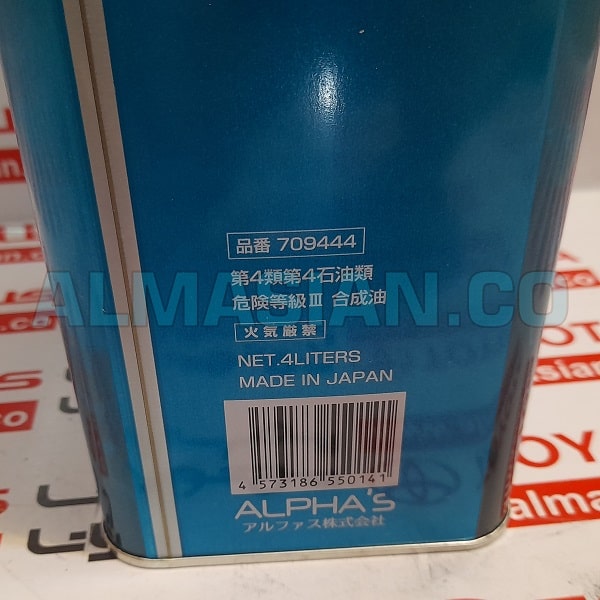 品番 709444
第4類第4石油類
危険等級Ⅲ 合成油
ALMASIAN.CO
火気厳禁
NET.4LITERS
MADE IN JAPAN
4 573186 550141
ALPHA'S
アルファス株式会社